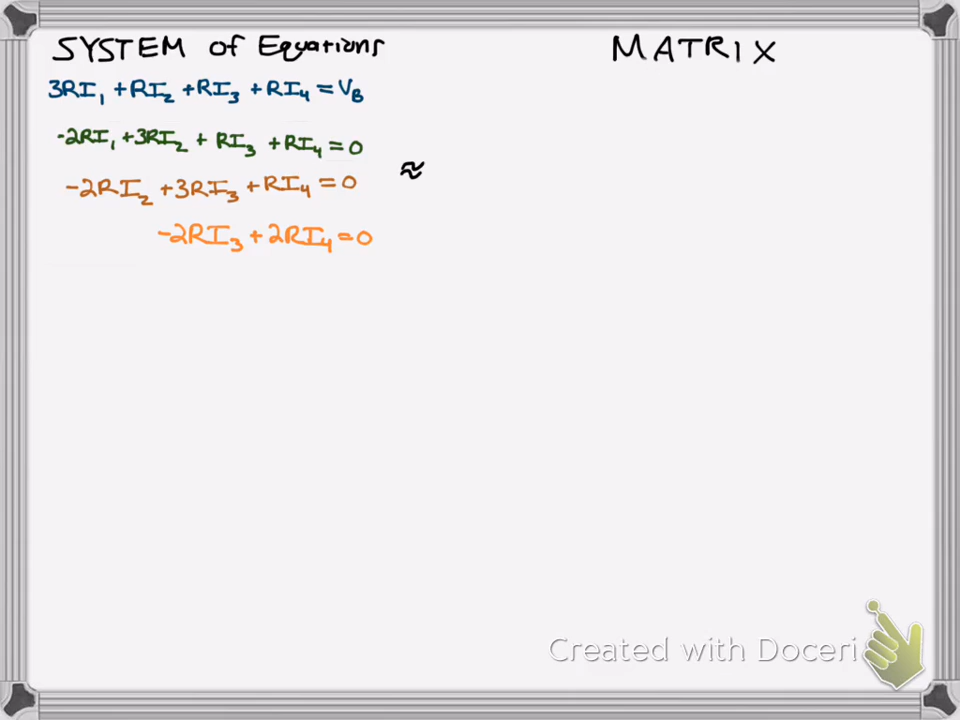 SYSTEM of Equations
MATRIX
3RI₁ + RI₂ + RI₃ + RI₄ = V_B
-2RI₁ + 3RI₂ + RI₃ + RI₄ = 0
≈
-2RI₂ + 3RI₃ + RI₄ = 0
-2RI₃ + 2RI₄ = 0
Created with Doceri